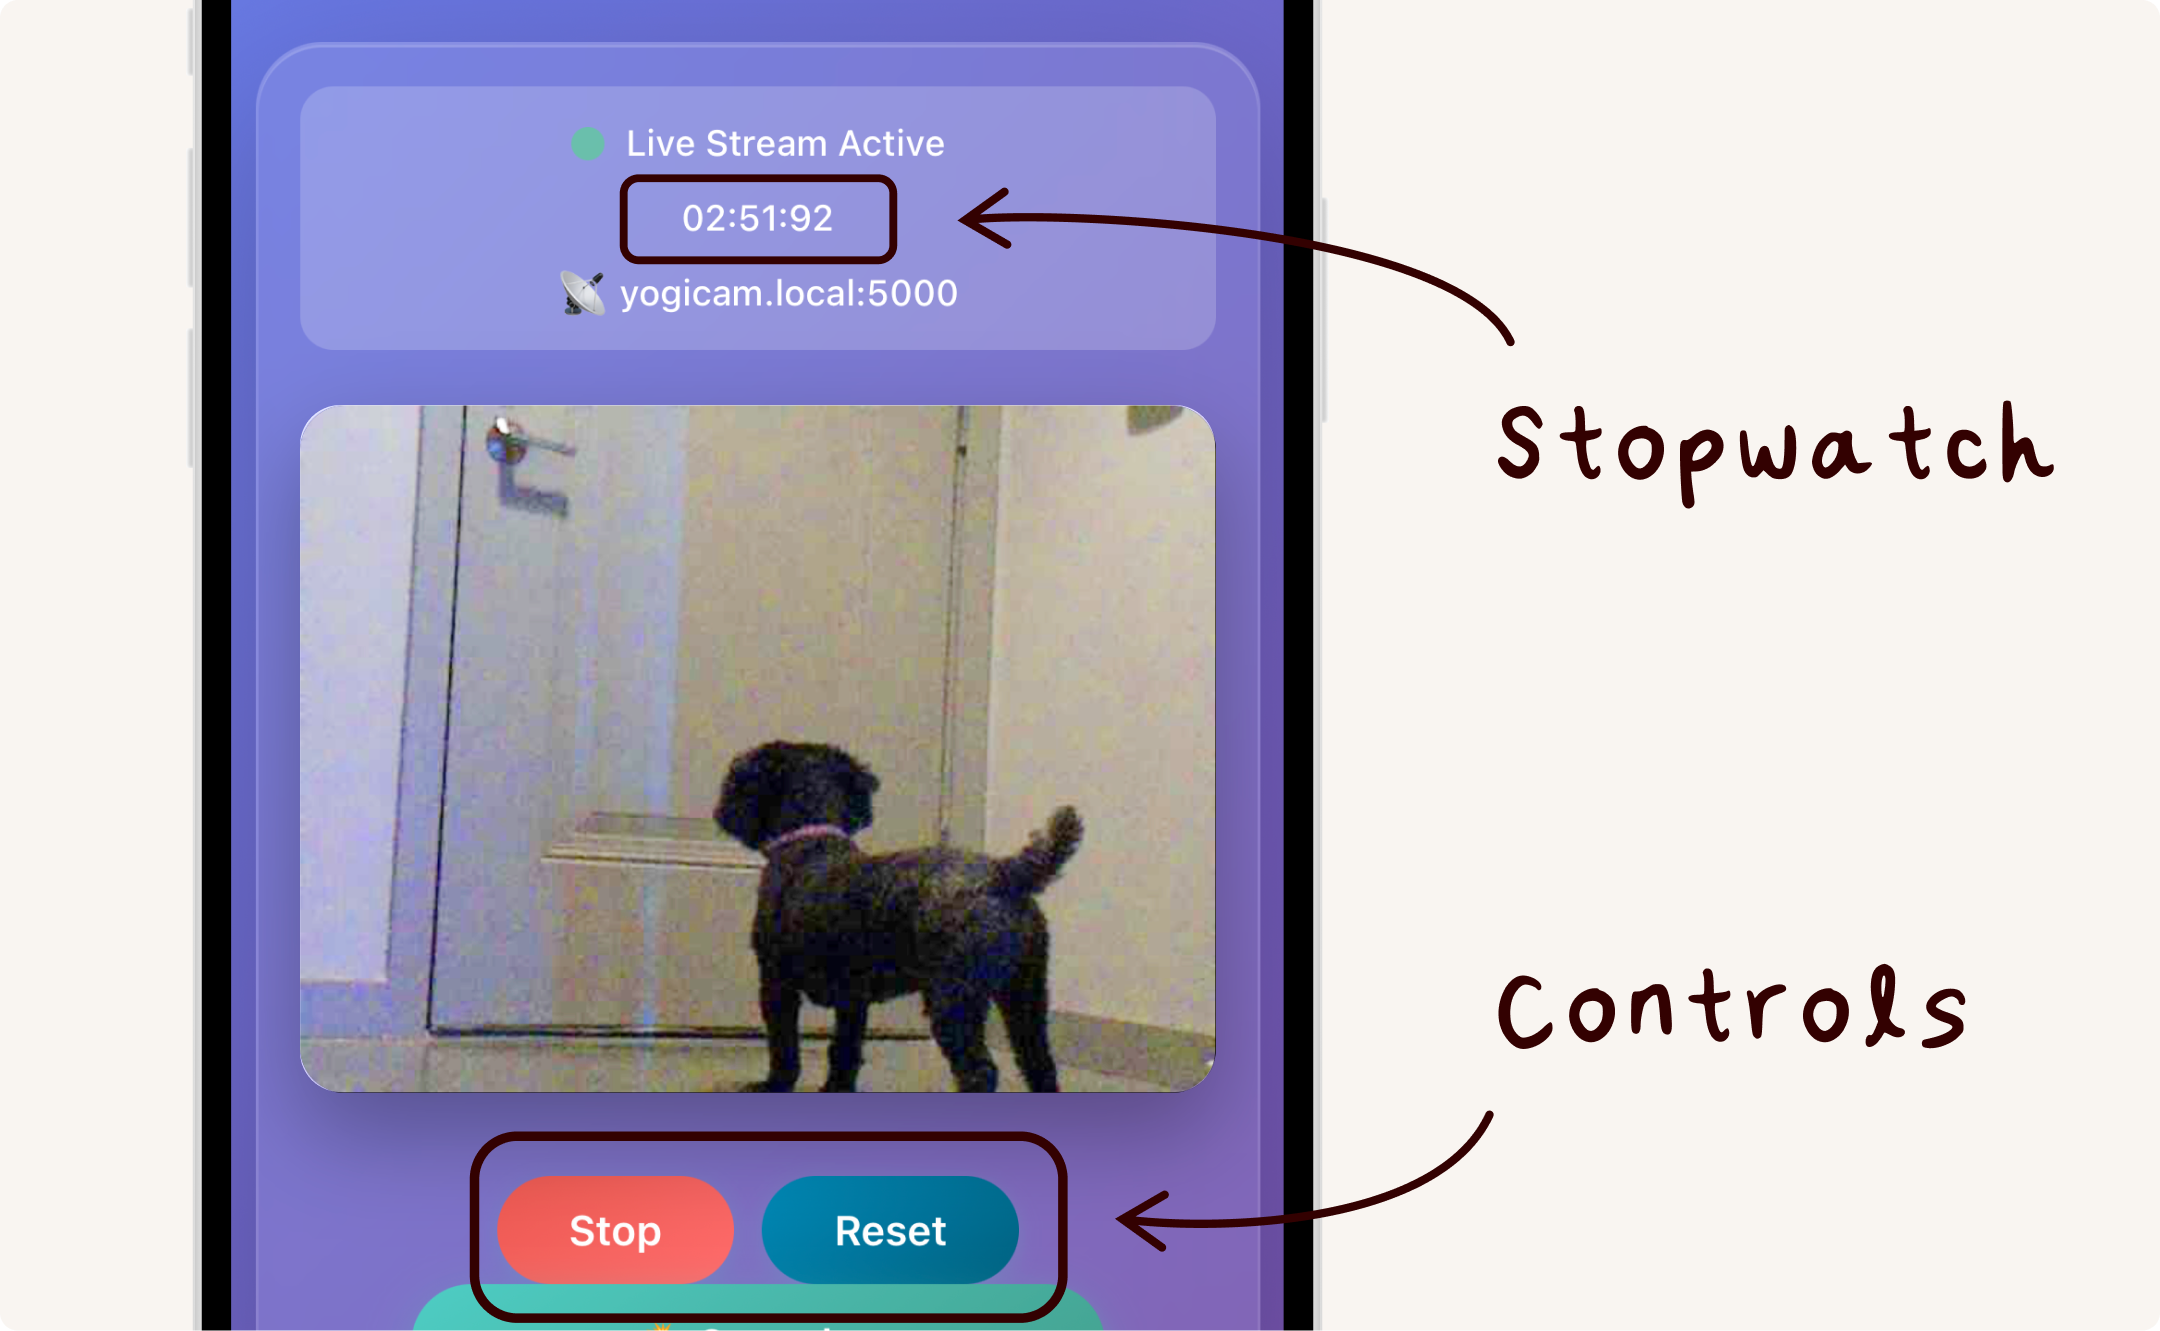 Live Stream Active
02:51:92
yogicam.local:5000
Stopwatch
Controls
Stop
Reset